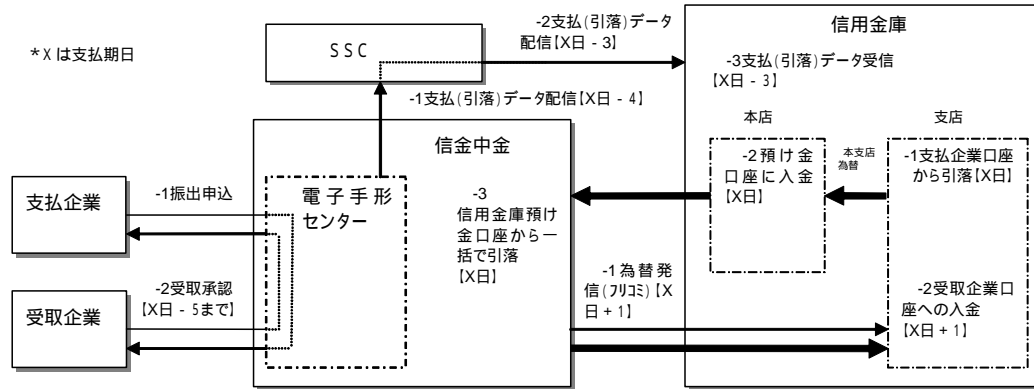 *Xは支払期日
SSC
-2支払(引落)データ
配信【X日-3】
信用金庫
-3支払(引落)データ受信
【X日-3】
-1支払(引落)データ配信【X日-4】
信金中金
本店
支店
支払企業
-1振出申込
電子手形
センター
-3
信用金庫預け
金口座から一
括で引落
【X日】
-2預け金
口座に入金
【X日】
本支店
為替
-1支払企業口座
から引落【X日】
受取企業
-2受取承認
【X日-5まで】
-1為替発
信(フリコミ)【X
日+1】
-2受取企業口
座への入金
【X日+1】